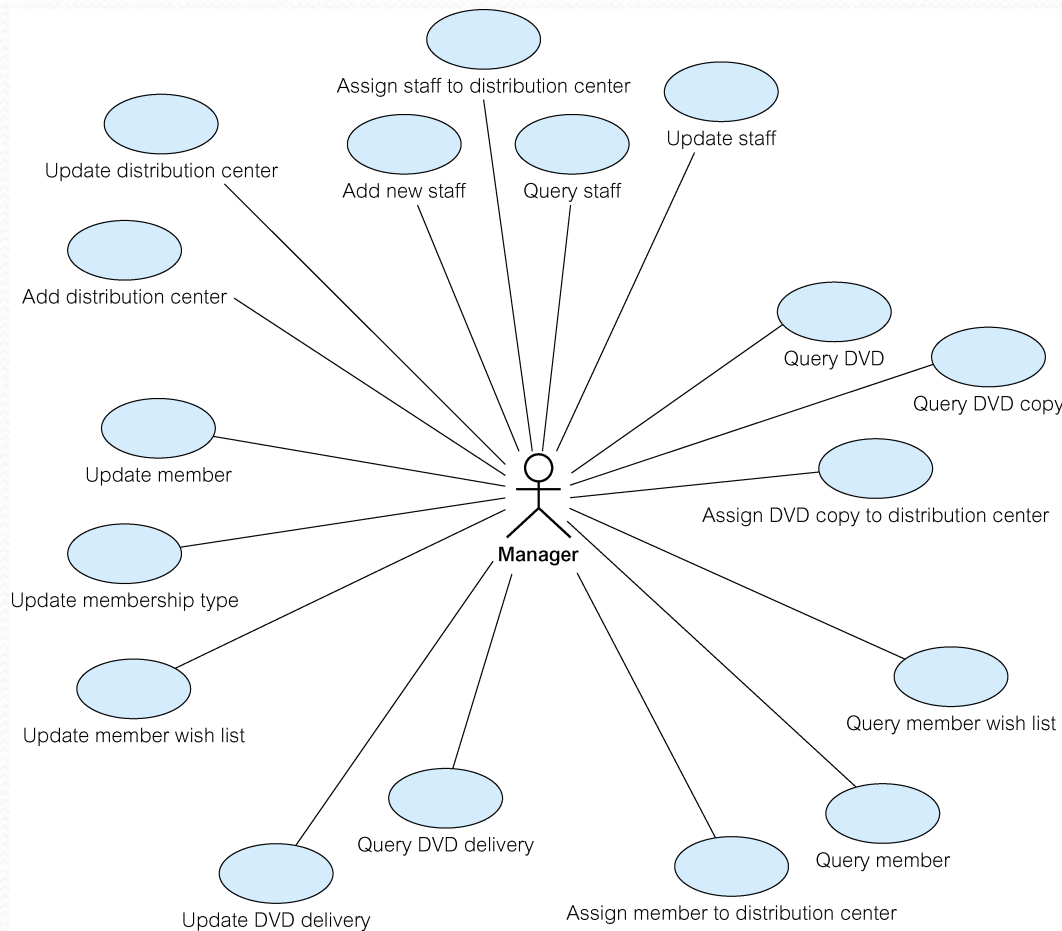 Assign staff to distribution center
Update staff
Update distribution center
Add new staff
Query staff
Add distribution center
Query DVD
Query DVD copy
Update member
Assign DVD copy to distribution center
Manager
Update membership type
Query member wish list
Update member wish list
Query DVD delivery
Query member
Assign member to distribution center
Update DVD delivery